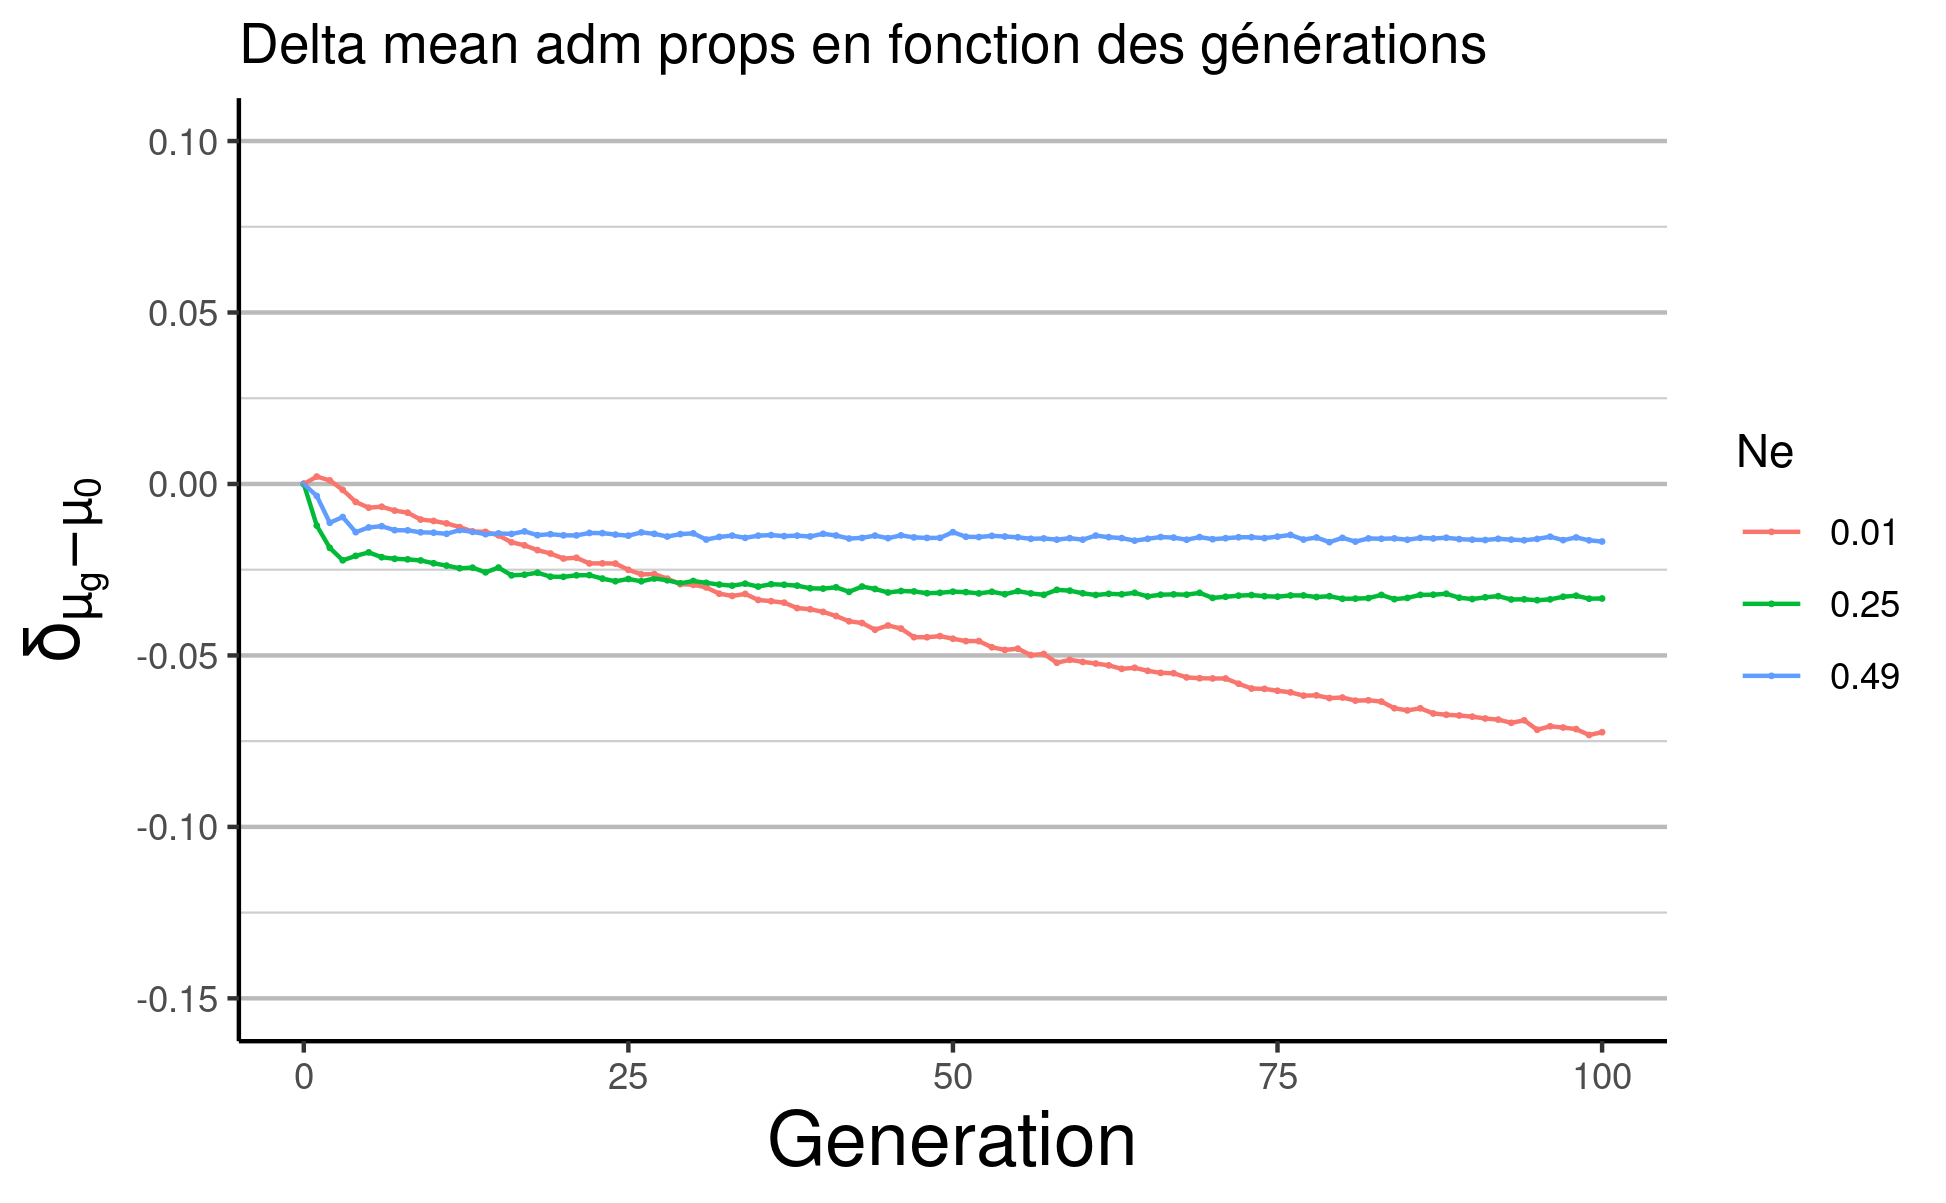 Delta mean adm props en fonction des générations
δμg−μ0
0.10
0.05
0.00
-0.05
-0.10
-0.15
0 25 50 75 100
Generation
Ne
0.01
0.25
0.49